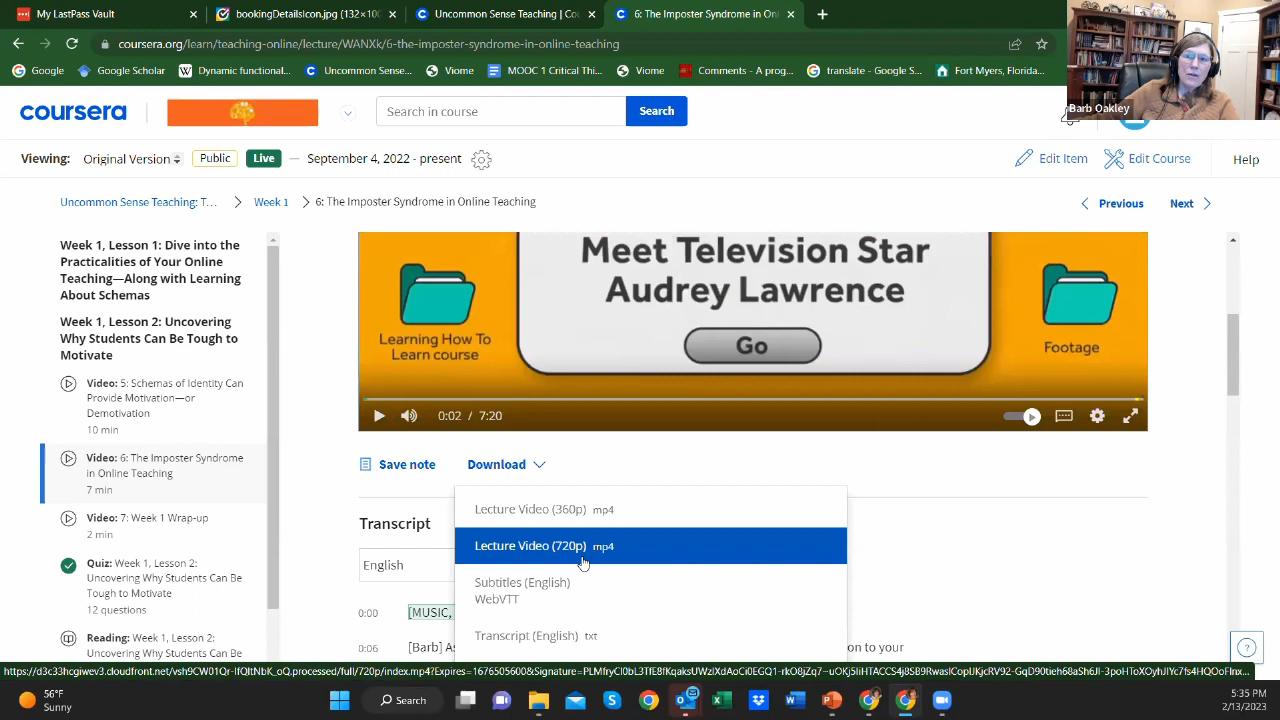 My LastPass Vault
bookingDetailsIcon.jpg (132×100
Uncommon Sense Teaching | Co
6: The Imposter Syndrome in Onl
coursera.org/learn/teaching-online/lecture/WANXk/6-the-imposter-syndrome-in-online-teaching
Google
Google Scholar
Dynamic functional...
Uncommon Sense...
Viome
MOOC 1 Critical Thi...
Viome
Comments - A prog...
translate - Google S...
Fort Myers, Florida...
Barb Oakley
coursera
Search in course
Search
Viewing:
Original Version
Public
Live
— September 4, 2022 - present
Edit Item
Edit Course
Help
Uncommon Sense Teaching: T...
Week 1
6: The Imposter Syndrome in Online Teaching
Previous
Next
Week 1, Lesson 1: Dive into the
Practicalities of Your Online
Teaching—Along with Learning
About Schemas
Week 1, Lesson 2: Uncovering
Why Students Can Be Tough to
Motivate
Video: 5: Schemas of Identity Can
Provide Motivation—or
Demotivation
10 min
Video: 6: The Imposter Syndrome
in Online Teaching
7 min
Video: 7: Week 1 Wrap-up
2 min
Quiz: Week 1, Lesson 2:
Uncovering Why Students Can Be
Tough to Motivate
12 questions
Reading: Week 1, Lesson 2:
Uncovering Why Students Can Be
Meet Television Star
Audrey Lawrence
Go
Learning How To
Learn course
Footage
0:02 / 7:20
Save note
Download
Lecture Video (360p) mp4
Lecture Video (720p) mp4
Subtitles (English)
WebVTT
Transcript (English) txt
Transcript
English
0:00
[MUSIC,
0:06
[Barb] As
on to your
56°F
Sunny
Search
5:35 PM
2/13/2023